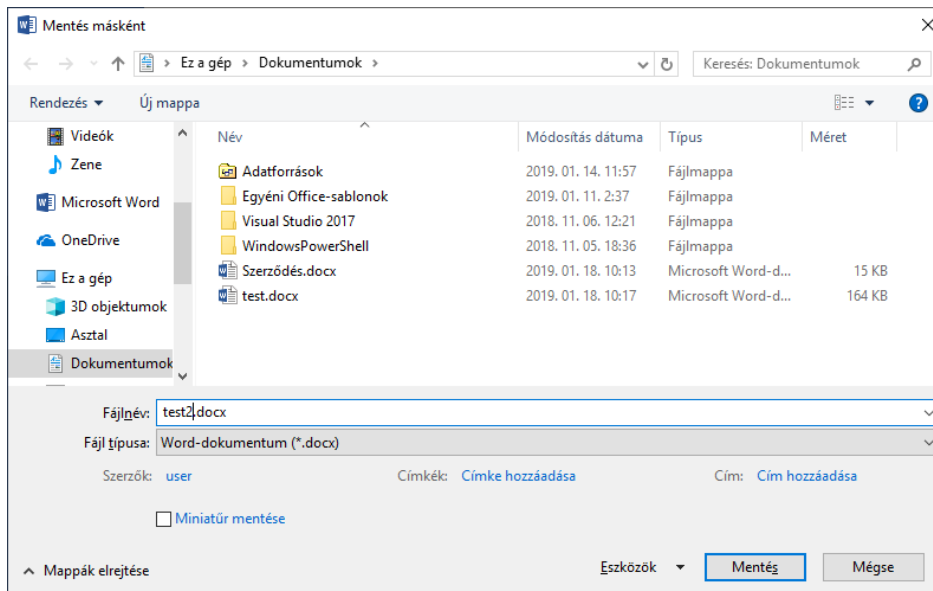 Mentés másként
Ez a gép Dokumentumok Keresés: Dokumentumok
Rendezés Új mappa
Videók
Zene
Microsoft Word
OneDrive
Ez a gép
3D objektumok
Asztal
Dokumentumok
Név Módosítás dátuma Típus Méret
Adatforrások 2019. 01. 14. 11:57 Fájlmappa
Egyéni Office-sablonok 2019. 01. 11. 2:37 Fájlmappa
Visual Studio 2017 2018. 11. 06. 12:21 Fájlmappa
WindowsPowerShell 2018. 11. 05. 18:36 Fájlmappa
Szerződés.docx 2019. 01. 18. 10:13 Microsoft Word-d... 15 KB
test.docx 2019. 01. 18. 10:17 Microsoft Word-d... 164 KB
Fájlnév: test2.docx
Fájl típusa: Word-dokumentum (*.docx)
Szerzők: user Címkék: Címke hozzáadása Cím: Cím hozzáadása
Miniatűr mentése
Mappák elrejtése Eszközök Mentés Mégse